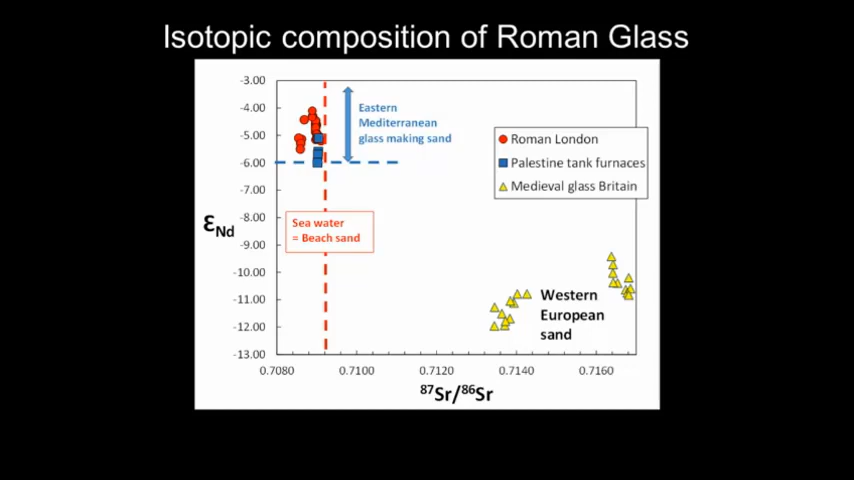 Isotopic composition of Roman Glass
-3.00
-4.00
-5.00
-6.00
-7.00
-8.00
-9.00
-10.00
-11.00
-12.00
-13.00
εNd
Eastern
Mediterranean
glass making sand
Roman London
Palestine tank furnaces
Medieval glass Britain
Sea water
= Beach sand
Western
European
sand
0.7080
0.7100
0.7120
0.7140
0.7160
⁸⁷Sr/⁸⁶Sr